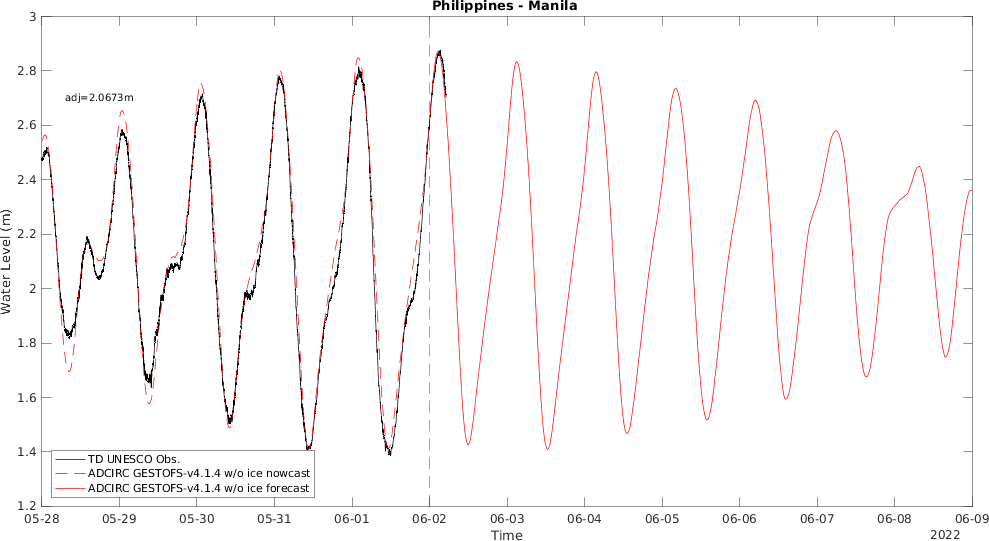 Philippines - Manila
3
2.8
adj=2.0673m
2.6
2.4
2.2
2
1.8
1.6
1.4
1.2
Water Level (m)
TD UNESCO Obs.
ADCIRC GESTOFS-v4.1.4 w/o ice nowcast
ADCIRC GESTOFS-v4.1.4 w/o ice forecast
05-28 05-29 05-30 05-31 06-01 06-02 06-03 06-04 06-05 06-06 06-07 06-08 06-09
Time
2022